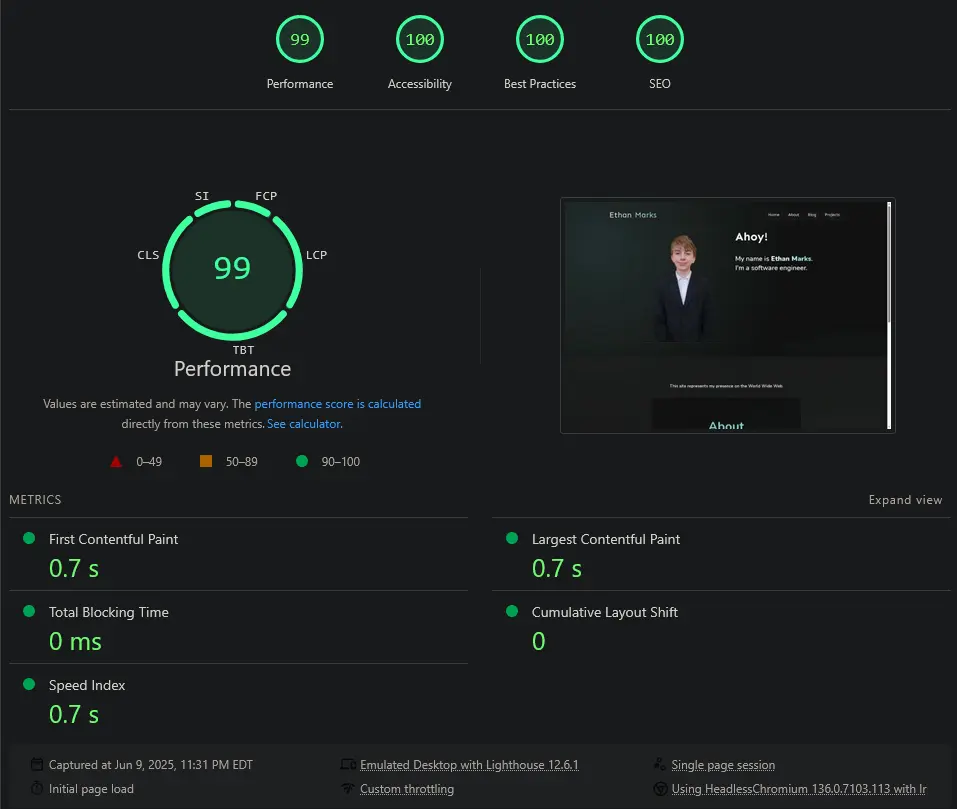 99
100
100
100
Performance
Accessibility
Best Practices
SEO
SI
FCP
CLS
LCP
99
TBT
Performance
Values are estimated and may vary. The performance score is calculated
directly from these metrics. See calculator.
0–49
50–89
90–100
Ethan Marks
Home About Blog Projects
Ahoy!
My name is Ethan Marks.
I'm a software engineer.
This site represents my presence on the World Wide Web
About
METRICS
Expand view
First Contentful Paint
0.7 s
Largest Contentful Paint
0.7 s
Total Blocking Time
0 ms
Cumulative Layout Shift
0
Speed Index
0.7 s
Captured at Jun 9, 2025, 11:31 PM EDT
Emulated Desktop with Lighthouse 12.6.1
Single page session
Initial page load
Custom throttling
Using HeadlessChromium 136.0.7103.113 with lr